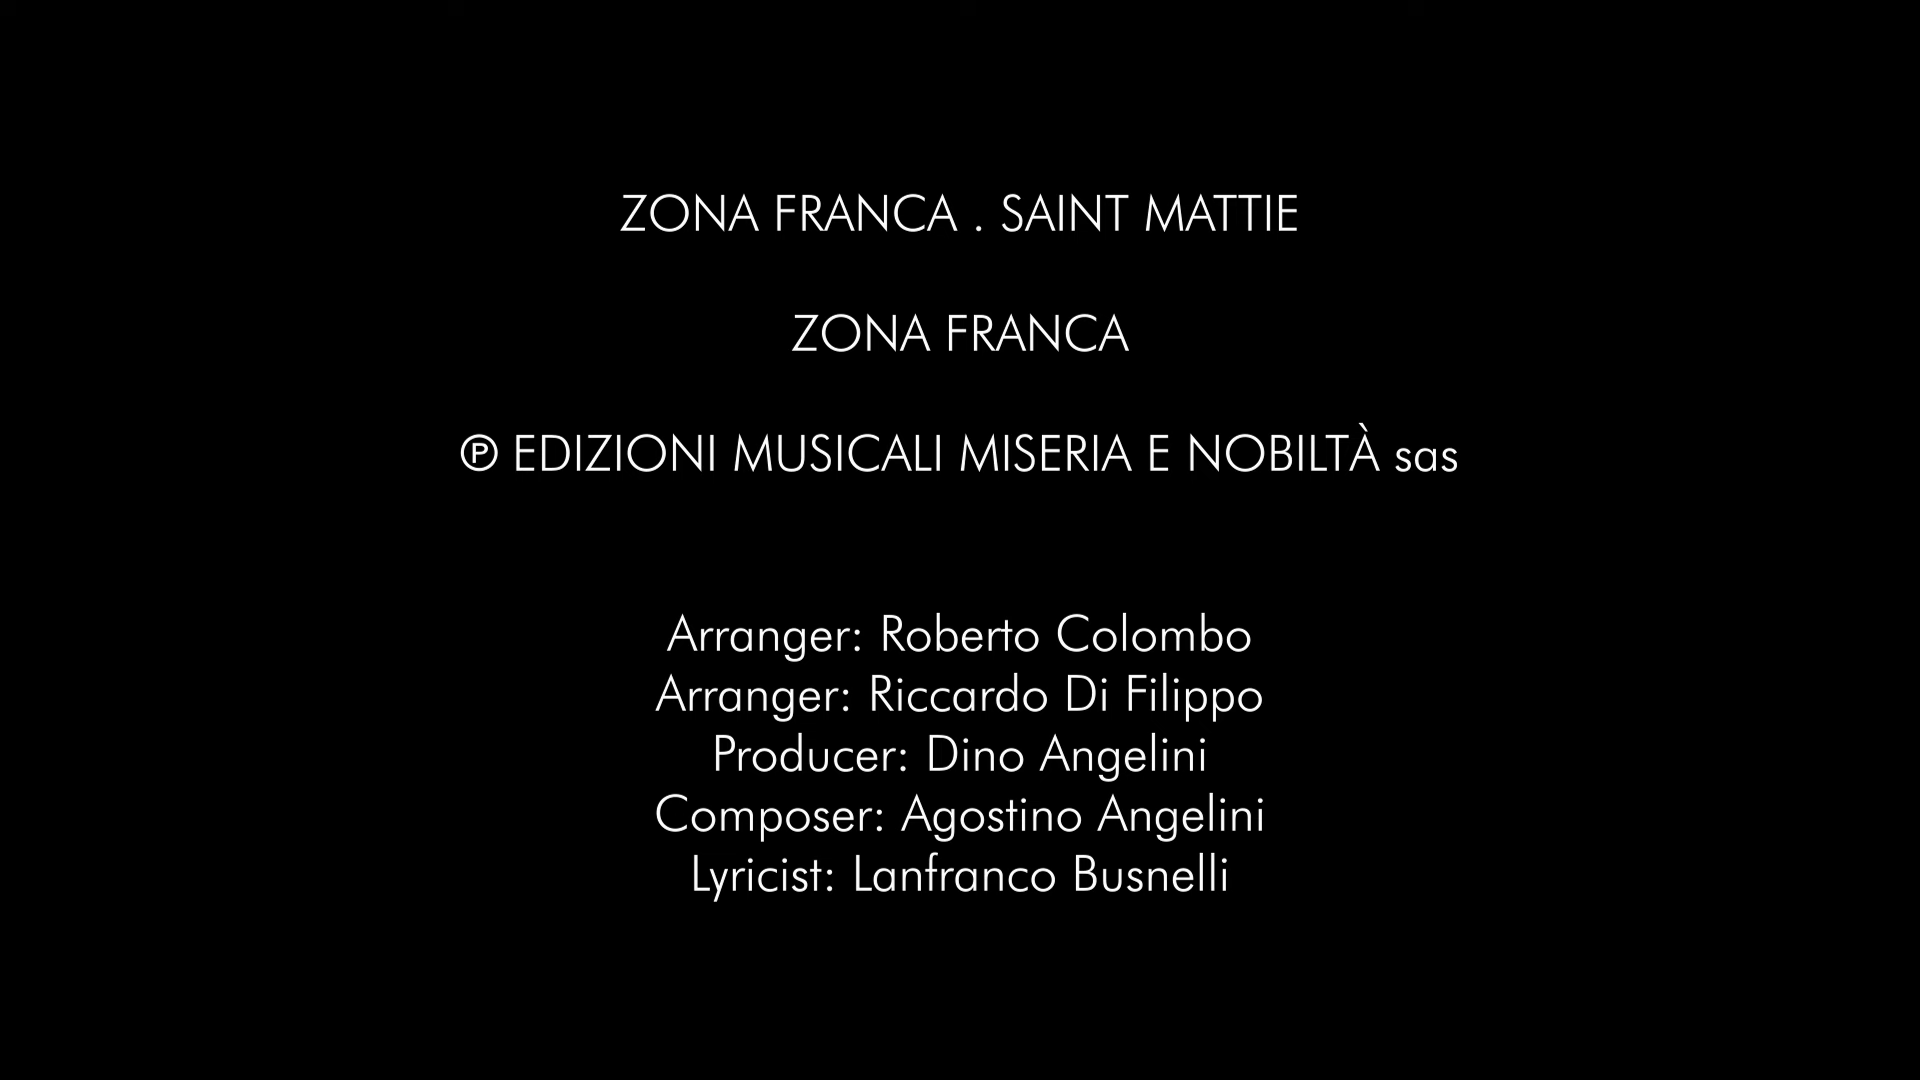 ZONA FRANCA . SAINT MATTIE
ZONA FRANCA
℗ EDIZIONI MUSICALI MISERIA E NOBILTÀ sas
Arranger: Roberto Colombo
Arranger: Riccardo Di Filippo
Producer: Dino Angelini
Composer: Agostino Angelini
Lyricist: Lanfranco Busnelli